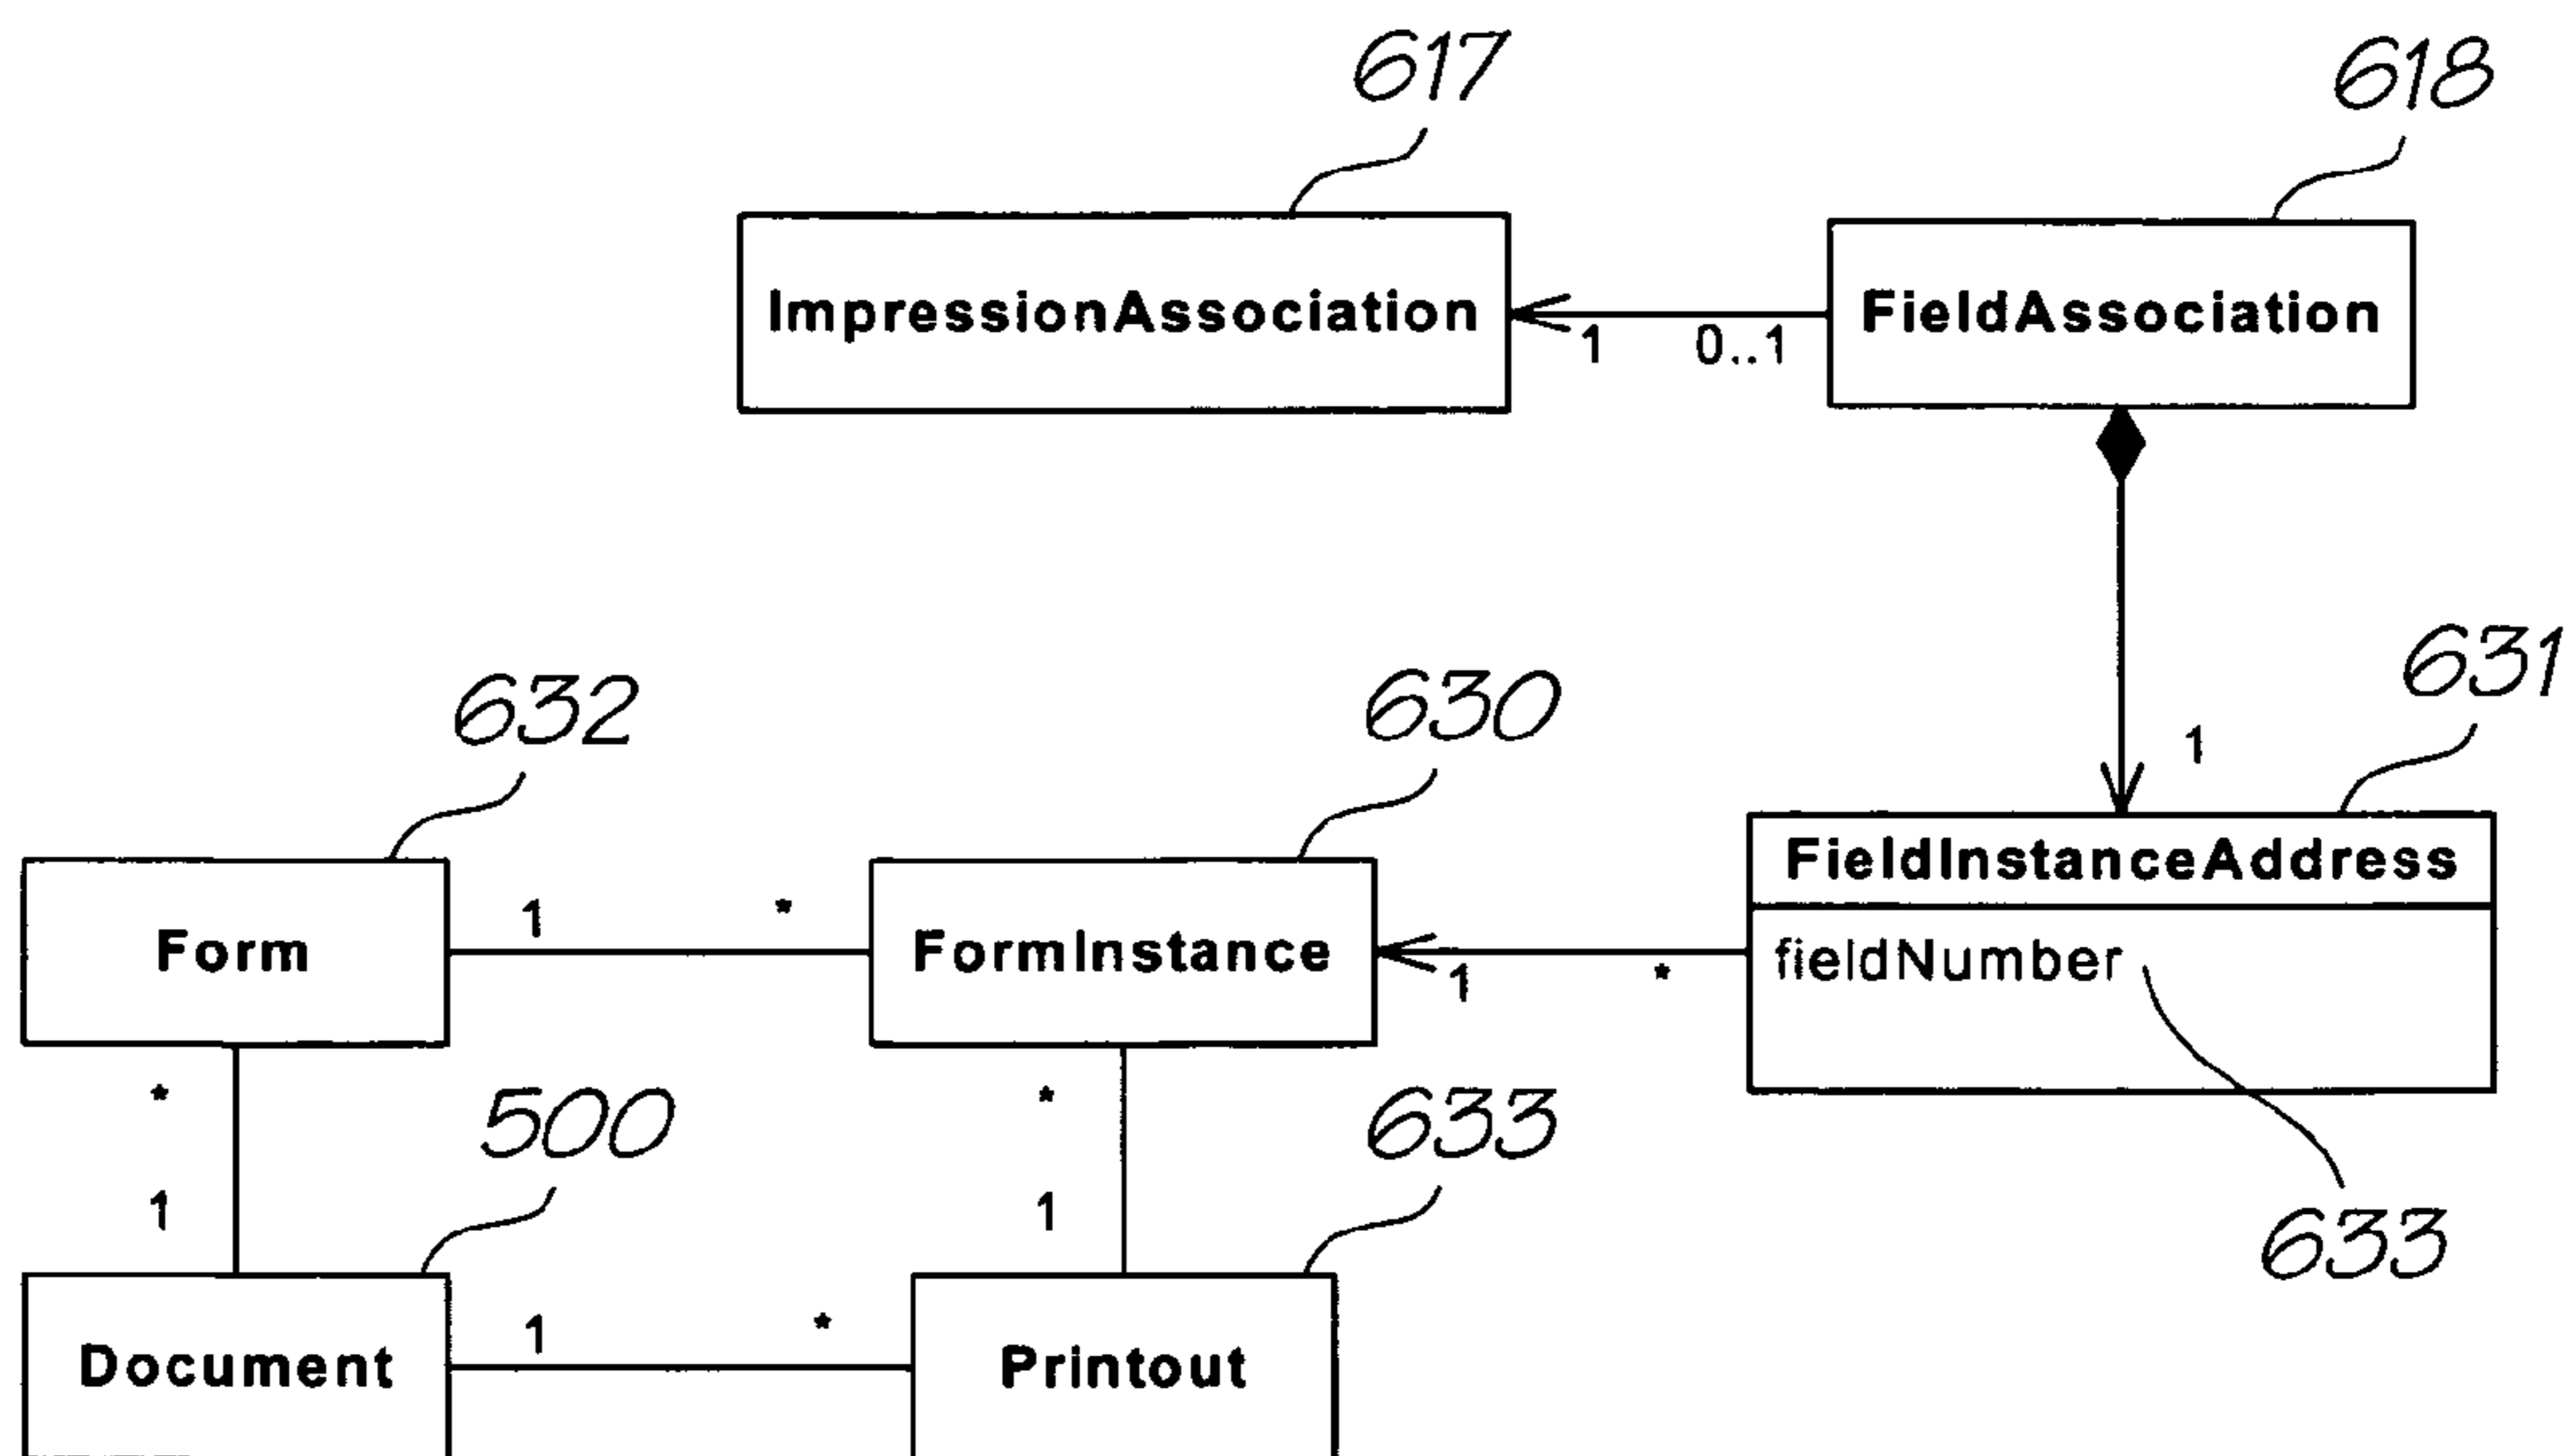 617
618
ImpressionAssociation
FieldAssociation
1
0..1
631
632
630
1
FieldInstanceAddress
1
*
Form
FormInstance
fieldNumber
1
*
*
*
500
633
1
1
633
1
*
Document
Printout